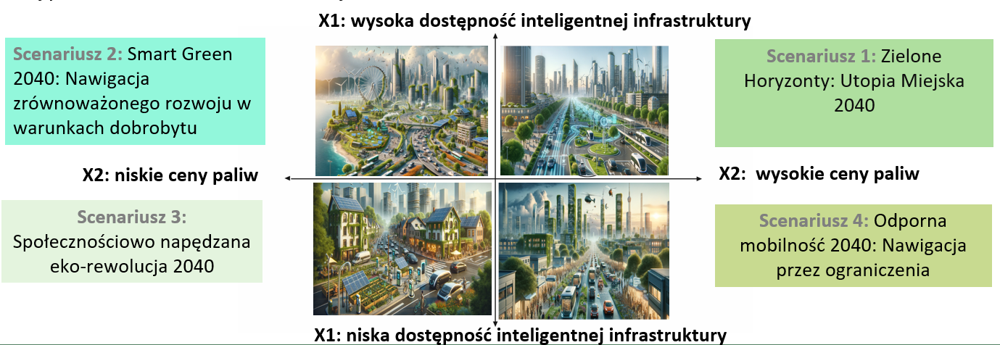 X1: wysoka dostępność inteligentnej infrastruktury
Scenariusz 2: Smart Green
2040: Nawigacja
zrównoważonego rozwoju w
warunkach dobrobytu
Scenariusz 1: Zielone
Horyzonty: Utopia Miejska
2040
X2: niskie ceny paliw
X2: wysokie ceny paliw
Scenariusz 3:
Społecznościowo napędzana
eko-rewolucja 2040
Scenariusz 4: Odporna
mobilność 2040: Nawigacja
przez ograniczenia
X1: niska dostępność inteligentnej infrastruktury